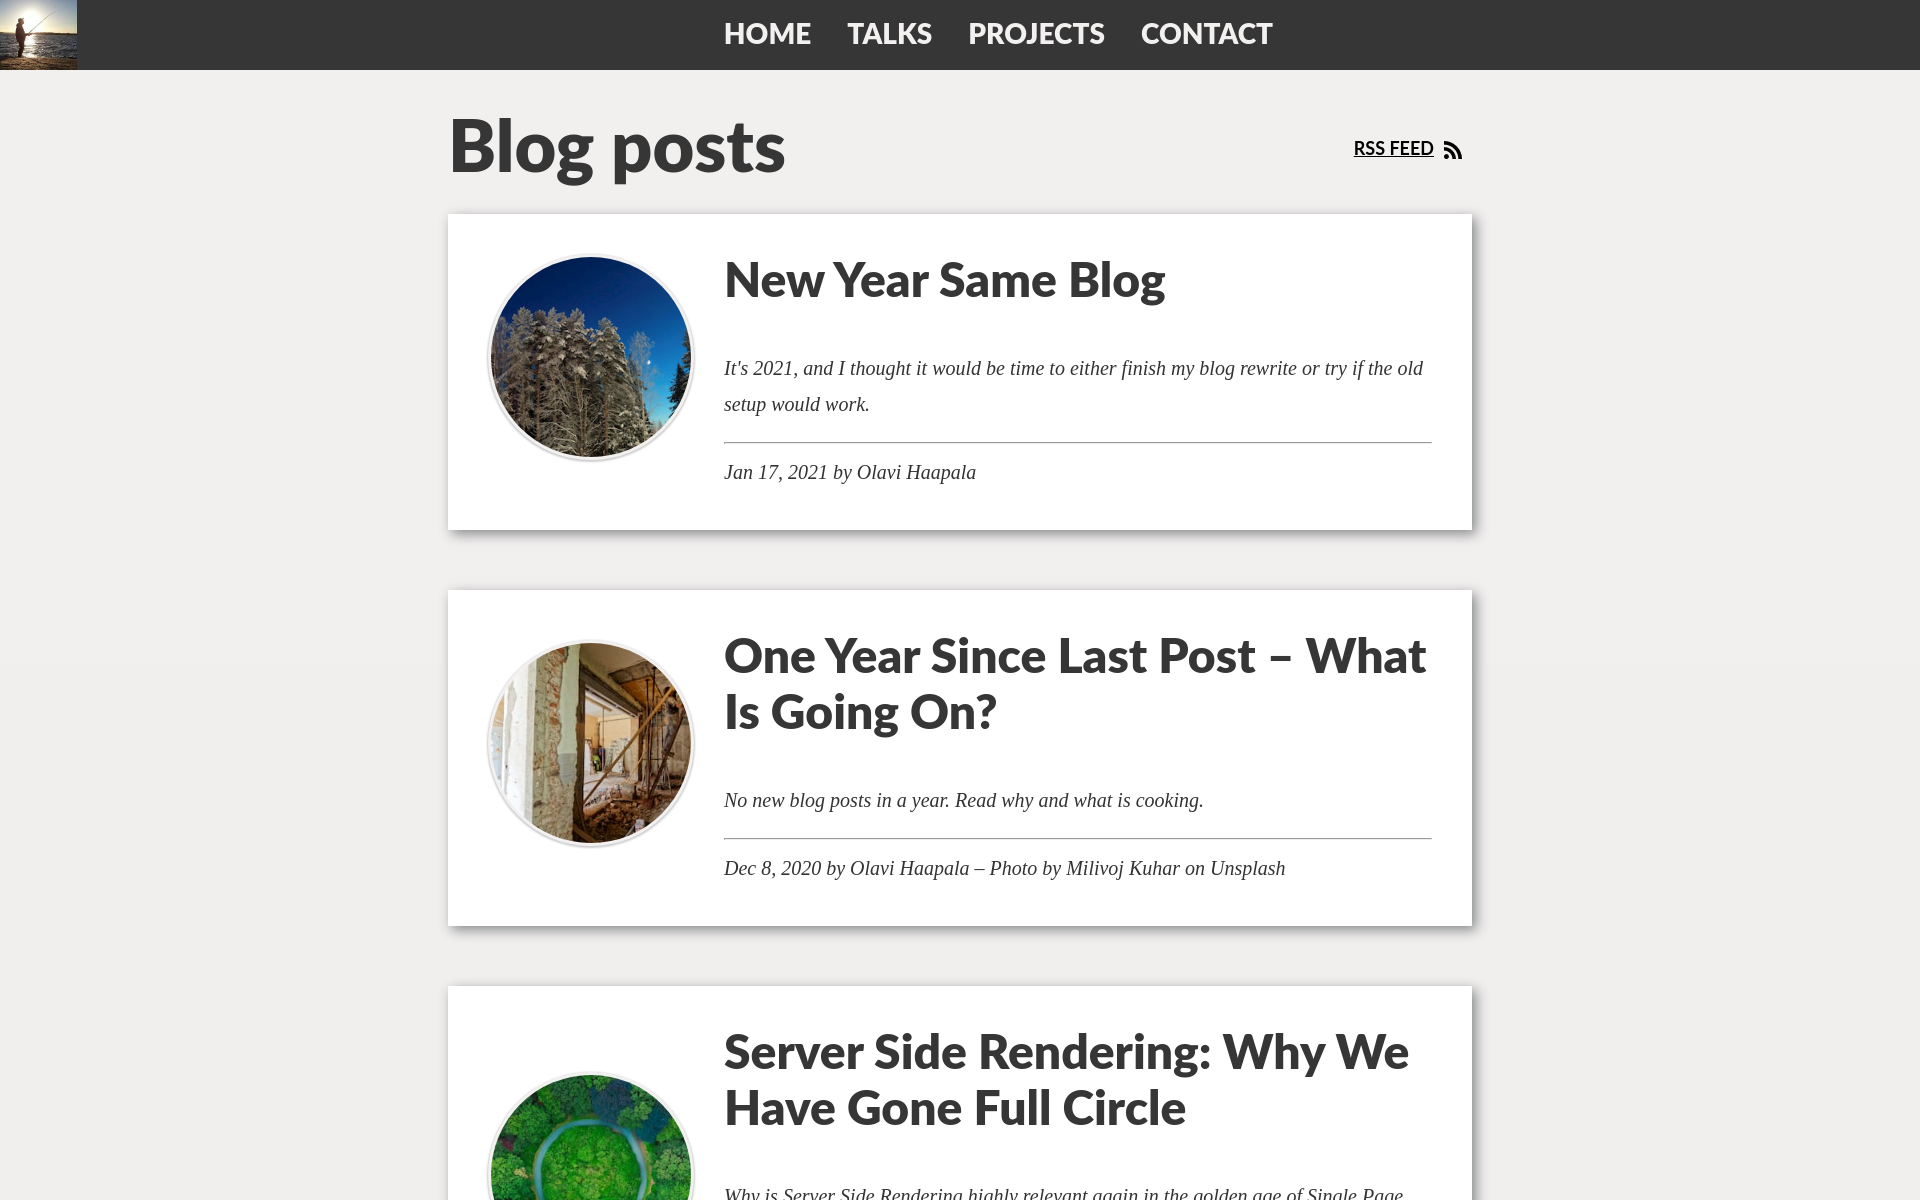 HOME TALKS PROJECTS CONTACT
Blog posts
RSS FEED
New Year Same Blog
It's 2021, and I thought it would be time to either finish my blog rewrite or try if the old
setup would work.
Jan 17, 2021 by Olavi Haapala
One Year Since Last Post – What
Is Going On?
No new blog posts in a year. Read why and what is cooking.
Dec 8, 2020 by Olavi Haapala – Photo by Milivoj Kuhar on Unsplash
Server Side Rendering: Why We
Have Gone Full Circle
Why is Server Side Rendering highly relevant again in the golden age of Single Page